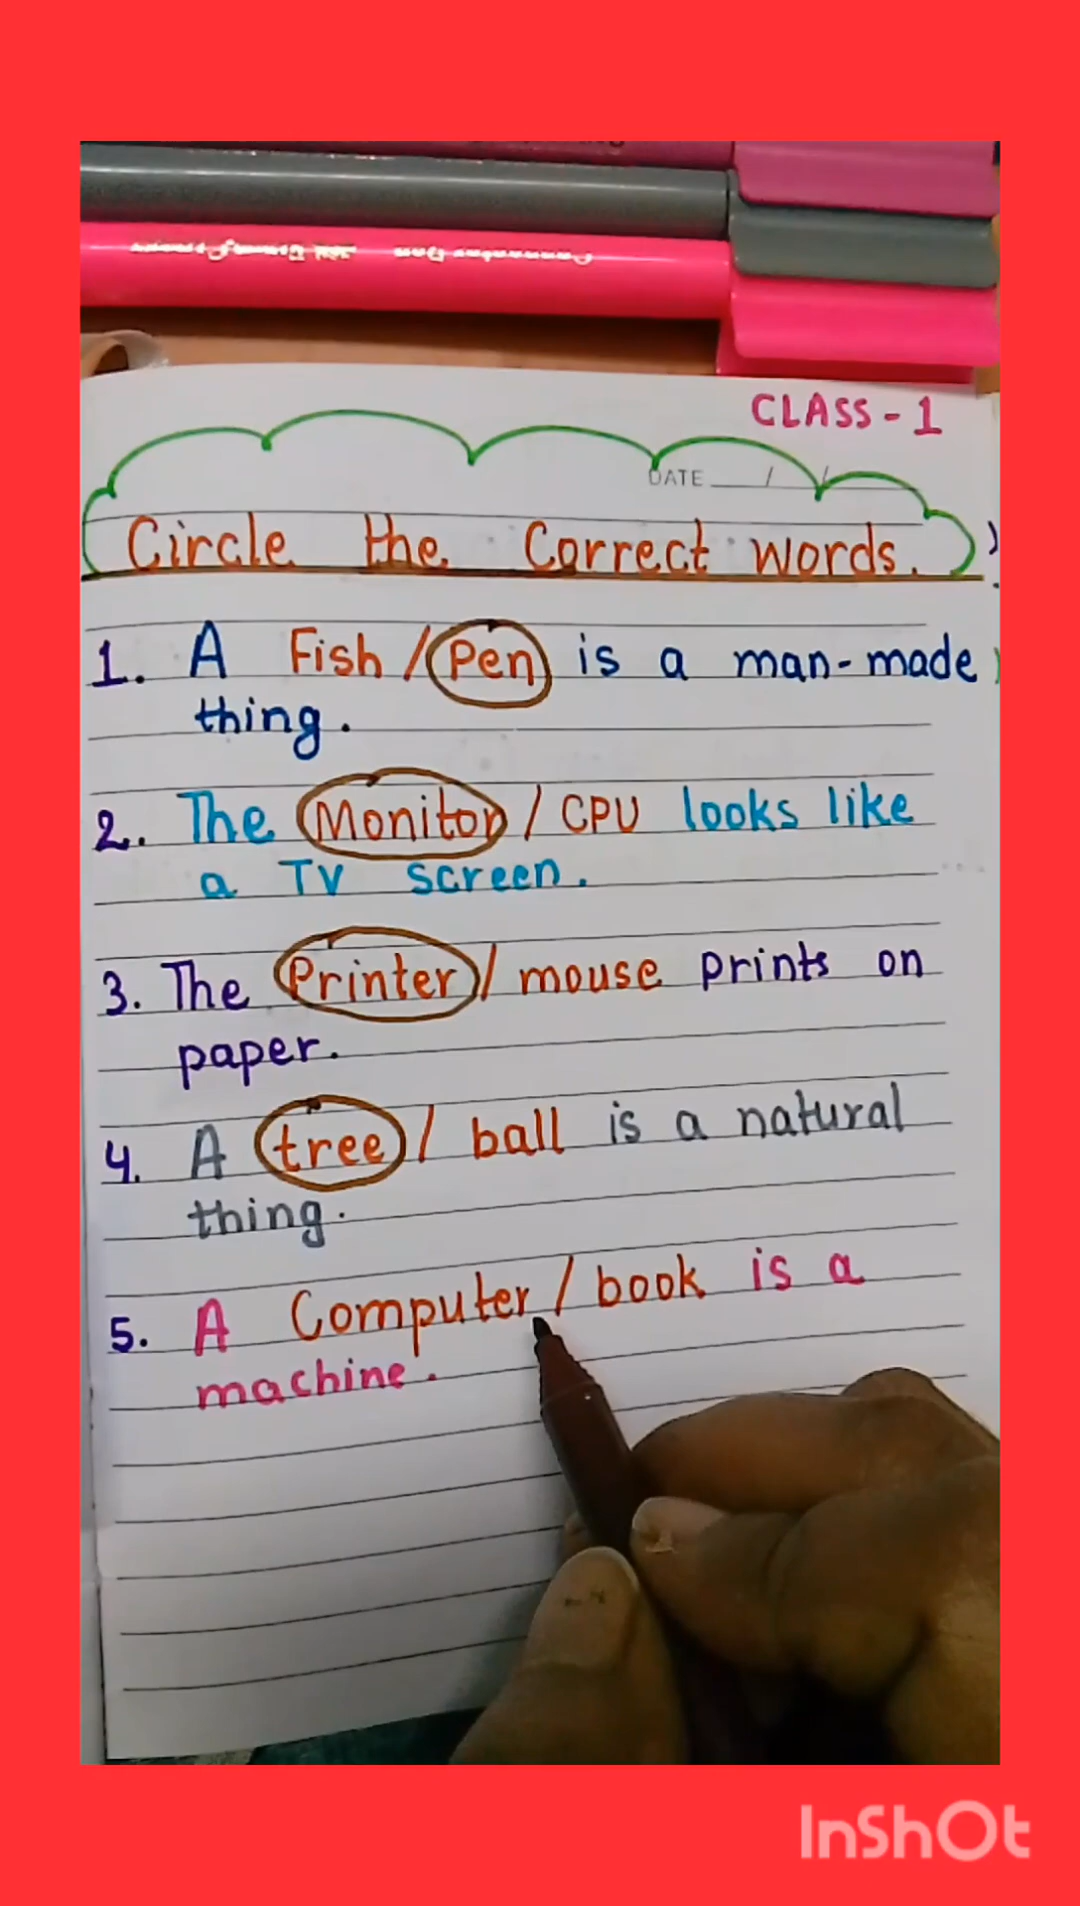 CLASS - 1
DATE __/__/
Circle the Correct words.
1. A Fish / Pen is a man-made
thing.
2. The Monitor / CPU looks like
a TV screen.
3. The Printer / mouse prints on
paper.
4. A tree / ball is a natural
thing.
5. A Computer / book is a
machine.
InShOt